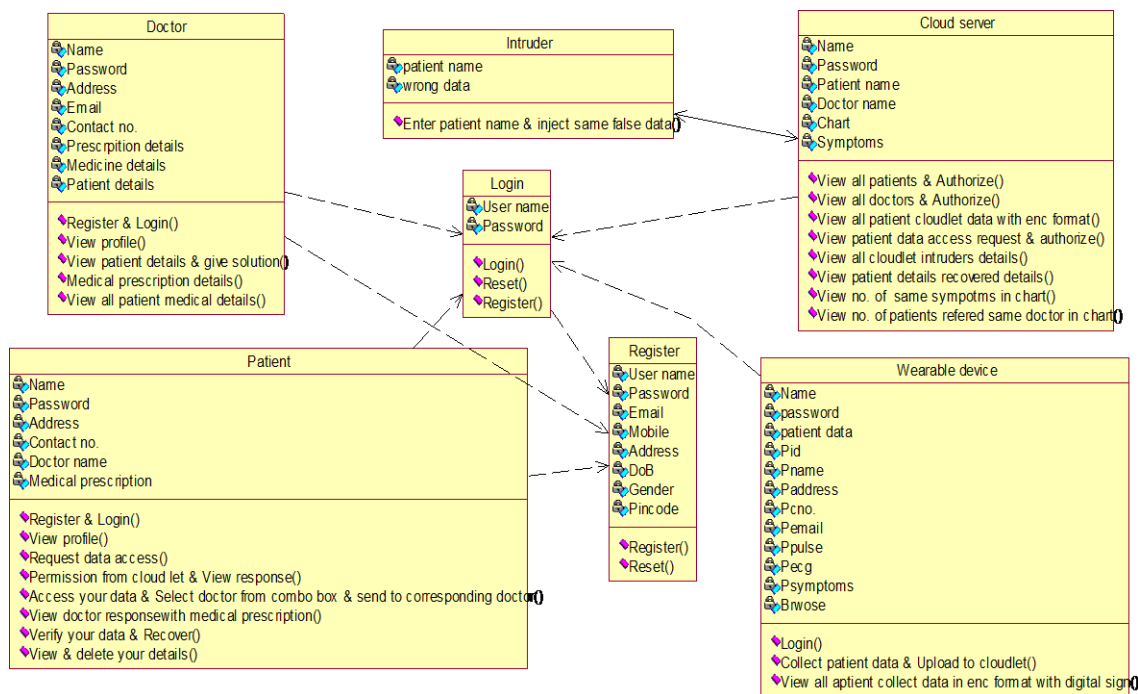 Doctor
Name
Password
Address
Email
Contact no.
Prescrpition details
Medicine details
Patient details
Register & Login()
View profile()
View patient details & give solution()
Medical prescription details()
View all patient medical details()
Intruder
patient name
wrong data
Enter patient name & inject same false data()
Cloud server
Name
Password
Patient name
Doctor name
Chart
Symptoms
View all patients & Authorize()
View all doctors & Authorize()
View all patient cloudlet data with enc format()
View patient data access request & authorize()
View all cloudlet intruders details()
View patient details recovered details()
View no. of same sympotms in chart()
View no. of patients refered same doctor in chart()
Login
User name
Password
Login()
Reset()
Register()
Patient
Name
Password
Address
Contact no.
Doctor name
Medical prescription
Register & Login()
View profile()
Request data access()
Permission from cloud let & View response()
Access your data & Select doctor from combo box & send to corresponding doctor()
View doctor responsewith medical prescription()
Verify your data & Recover()
View & delete your details()
Register
User name
Password
Email
Mobile
Address
DoB
Gender
Pincode
Register()
Reset()
Wearable device
Name
password
patient data
Pid
Pname
Paddress
Pcno.
Pemail
Ppulse
Pecg
Psymptoms
Brwose
Login()
Collect patient data & Upload to cloudlet()
View all aptient collect data in enc format with digital sign()